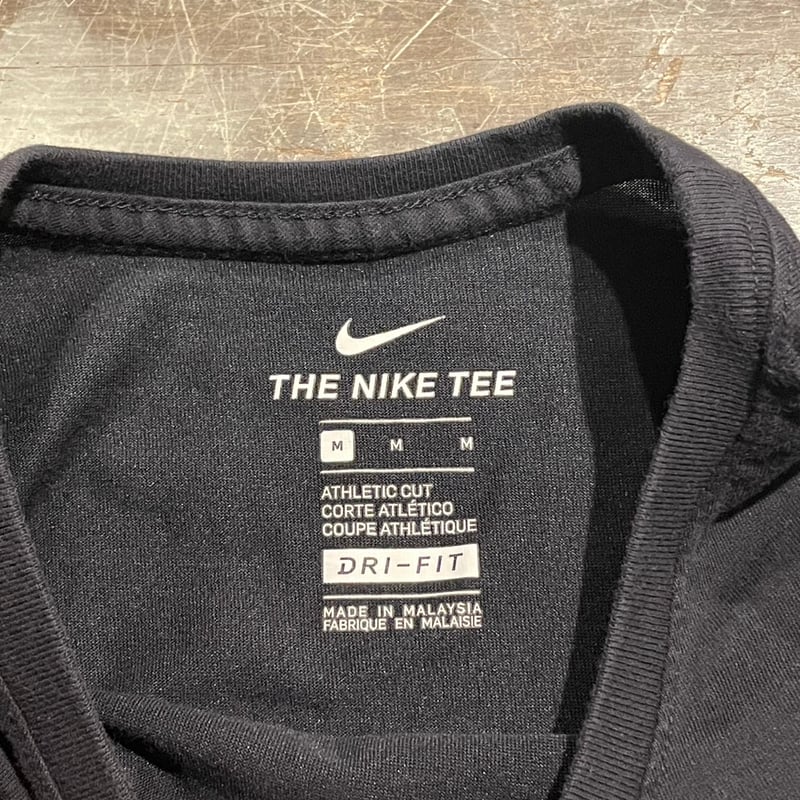 THE NIKE TEE
M M M
ATHLETIC CUT
CORTE ATLÉTICO
COUPE ATHLÉTIQUE
DRI-FIT
MADE IN MALAYSIA
FABRIQUE EN MALAISIE